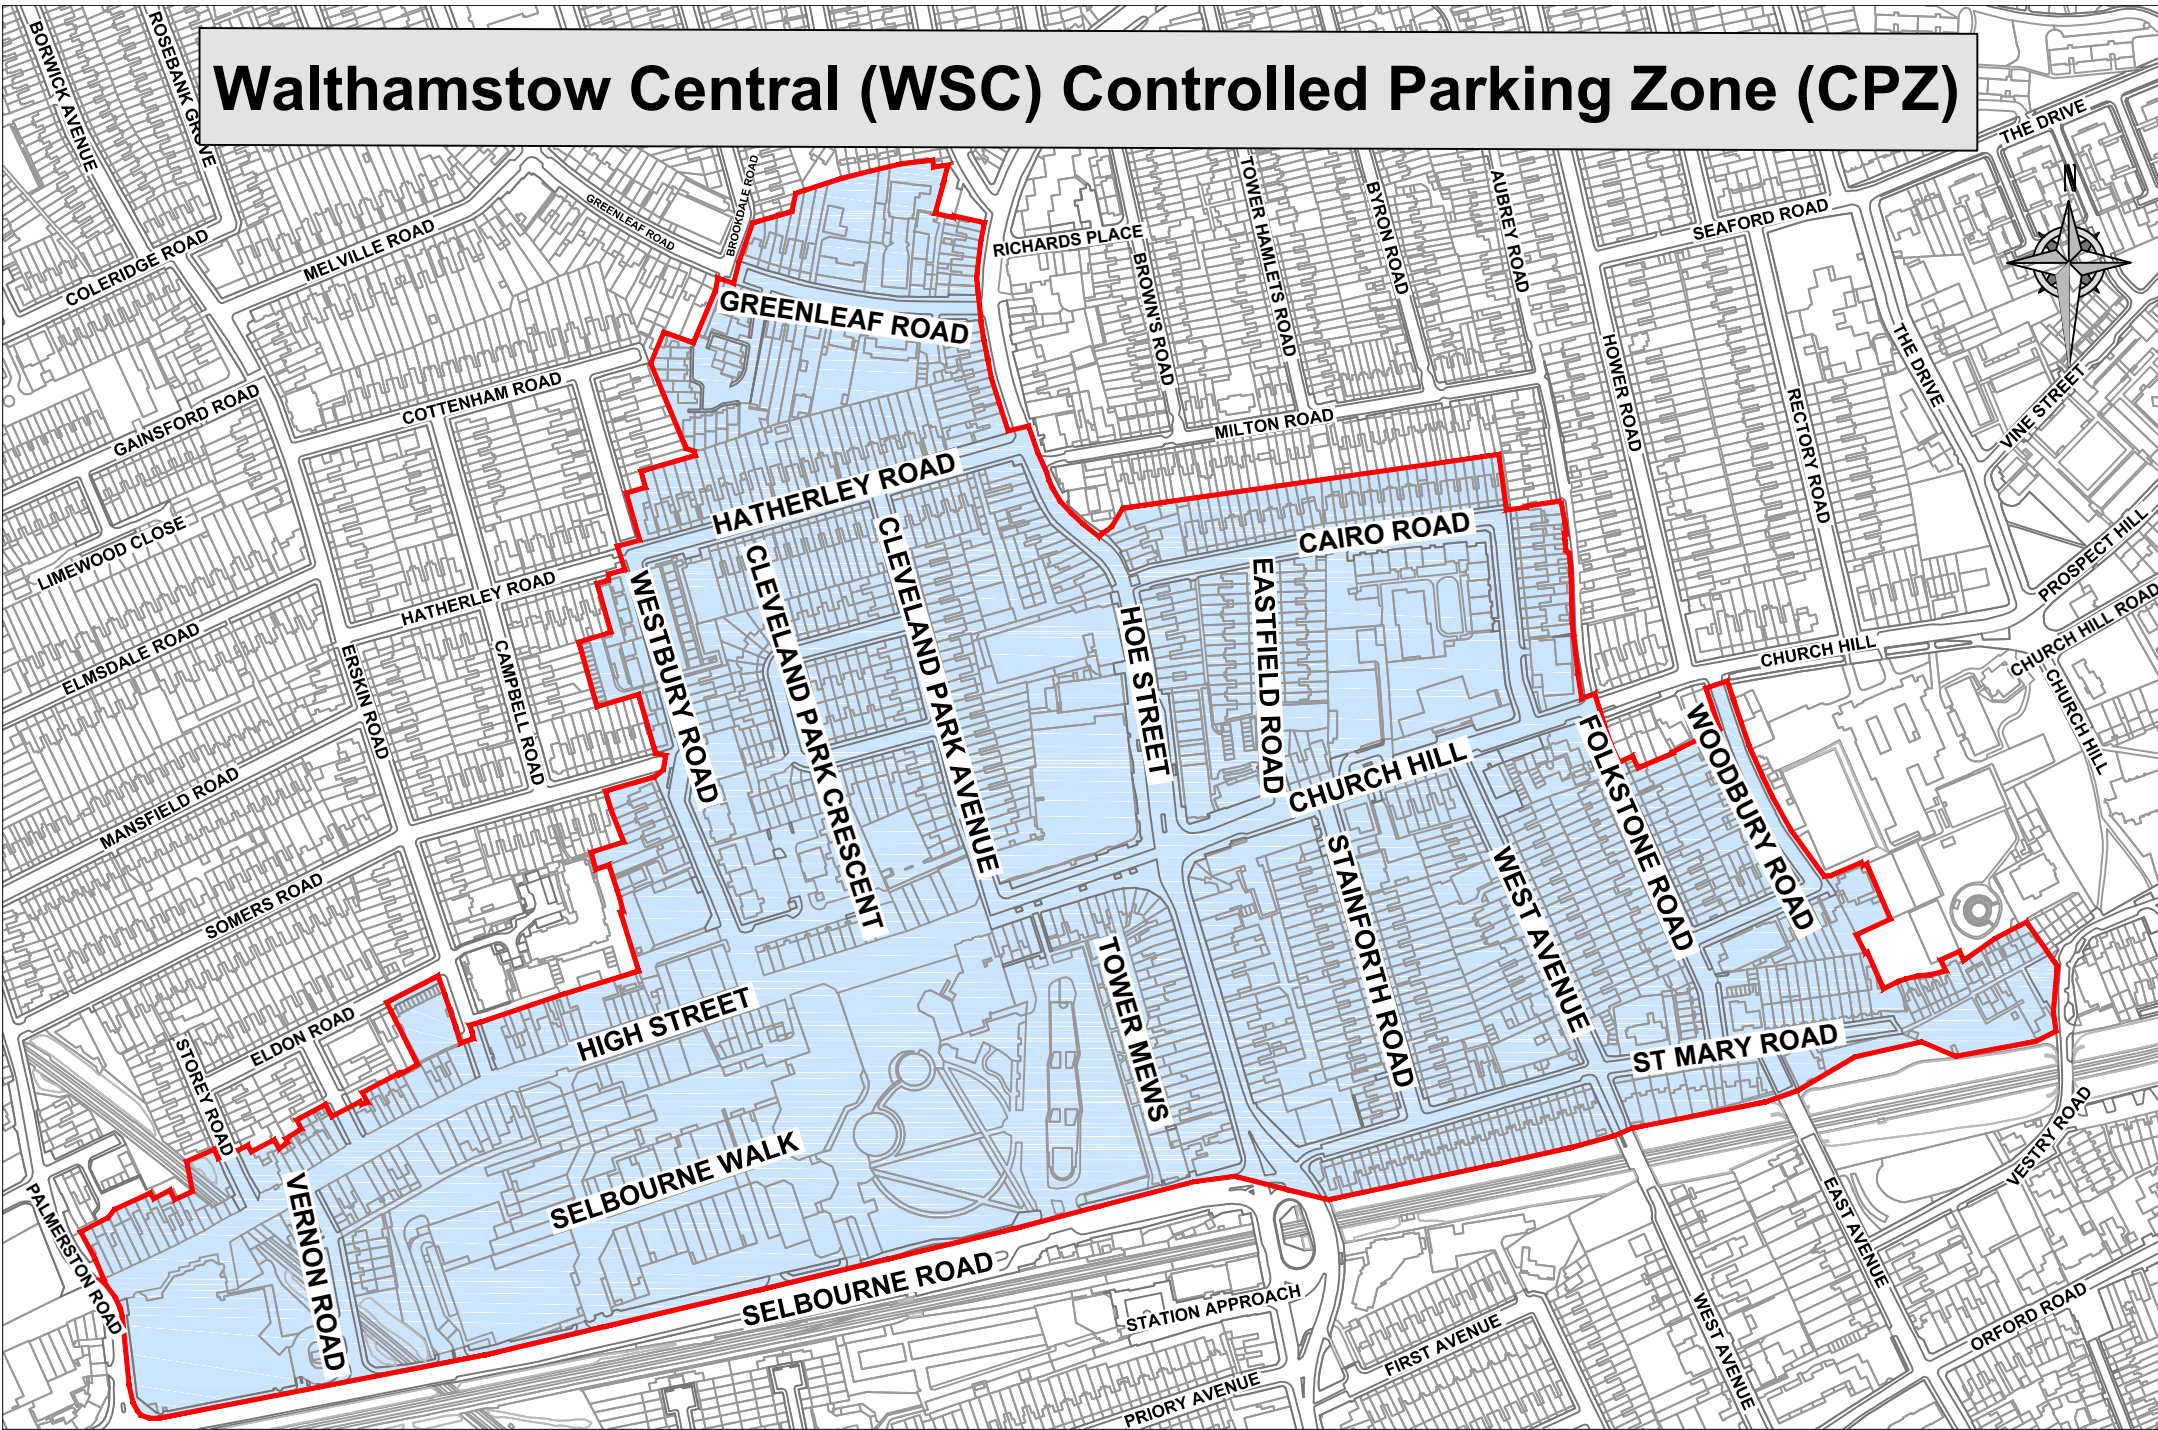 Walthamstow Central (WSC) Controlled Parking Zone (CPZ)
BORWICK AVENUE
ROSEBANK GROVE
THE DRIVE
N
BROOKDALE ROAD
GREENLEAF ROAD
MELVILLE ROAD
COLERIDGE ROAD
RICHARDS PLACE
BROWN'S ROAD
TOWER HAMLETS ROAD
BYRON ROAD
AUBREY ROAD
SEAFORD ROAD
GREENLEAF ROAD
HOWER ROAD
THE DRIVE
VINE STREET
RECTORY ROAD
GAINSFORD ROAD
COTTENHAM ROAD
MILTON ROAD
HATHERLEY ROAD
LIMEWOOD CLOSE
CAIRO ROAD
PROSPECT HILL
CHURCH HILL ROAD
HATHERLEY ROAD
WESTBURY ROAD
CLEVELAND PARK CRESCENT
CLEVELAND PARK AVENUE
HOE STREET
EASTFIELD ROAD
ELMSDALE ROAD
ERSKIN ROAD
CAMPBELL ROAD
CHURCH HILL
CHURCH HILL
CHURCH HILL
FOLKSTONE ROAD
WOODBURY ROAD
MANSFIELD ROAD
SOMERS ROAD
STAINFORTH ROAD
WEST AVENUE
TOWER MEWS
HIGH STREET
ELDON ROAD
STOREY ROAD
ST MARY ROAD
SELBOURNE WALK
VERNON ROAD
PALMERSTON ROAD
SELBOURNE ROAD
STATION APPROACH
VESTRY ROAD
EAST AVENUE
WEST AVENUE
ORFORD ROAD
FIRST AVENUE
PRIORY AVENUE